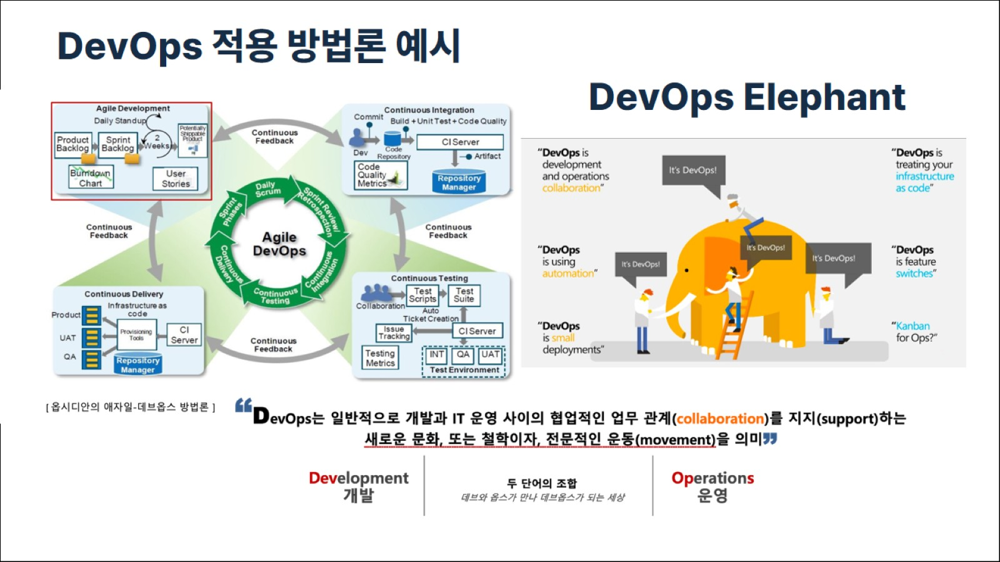 DevOps 적용 방법론 예시
DevOps Elephant
Agile Development
Daily Standup
Product
Backlog
Sprint
Backlog
2
Weeks
Potentially
Shippable
Product
Burndown
Chart
User
Stories
Continuous
Feedback
Continuous Integration
Commit
Build + Unit Test + Code Quality
Dev
Code
Repository
CI Server
Artifact
Code
Quality
Metrics
Repository
Manager
Continuous
Feedback
Agile
DevOps
Daily
Scrum
Sprint Review/
Retrospection
Continuous
Integration
Continuous
Testing
Continuous
Delivery
Sprint
Phases
Continuous
Feedback
Continuous Delivery
Infrastructure as
code
Product
UAT
QA
Provisioning
Tools
CI
Server
Repository
Manager
Continuous
Feedback
Continuous Testing
Collaboration
Test
Scripts
Test
Suite
Auto
Ticket Creation
Issue
Tracking
CI Server
Testing
Metrics
INT
QA
UAT
Test Environment
"DevOps is
development
and operations
collaboration"
"DevOps
is using
automation"
"DevOps
is small
deployments"
It's DevOps!
It's DevOps!
It's DevOps!
It's DevOps!
"DevOps is
treating your
infrastructure
as code"
"DevOps
is feature
switches"
"Kanban
for Ops?"
[ 옵시디안의 애자일-데브옵스 방법론 ]
“DevOps는 일반적으로 개발과 IT 운영 사이의 협업적인 업무 관계(collaboration)를 지지(support)하는
새로운 문화, 또는 철학이자, 전문적인 운동(movement)을 의미”
Development
개발
두 단어의 조합
데브와 옵스가 만나 데브옵스가 되는 세상
Operations
운영